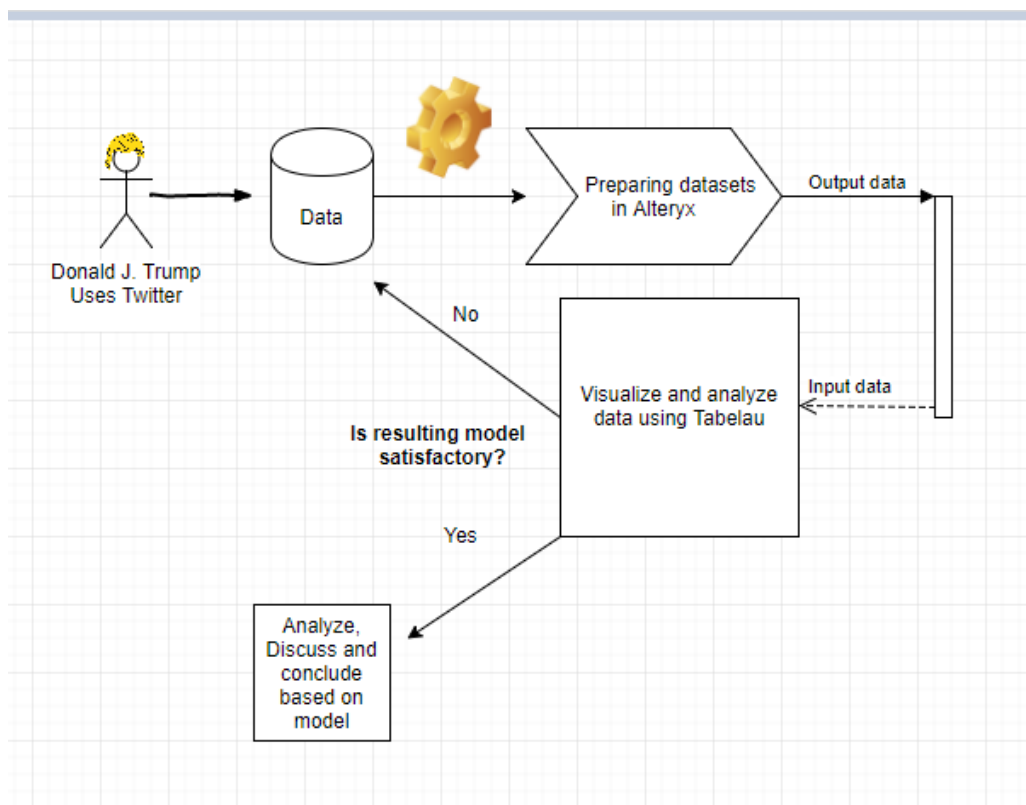 Donald J. Trump
Uses Twitter
Data
Preparing datasets
in Alteryx
Output data
Input data
Visualize and analyze
data using Tabelau
No
Is resulting model
satisfactory?
Yes
Analyze,
Discuss and
conclude
based on
model